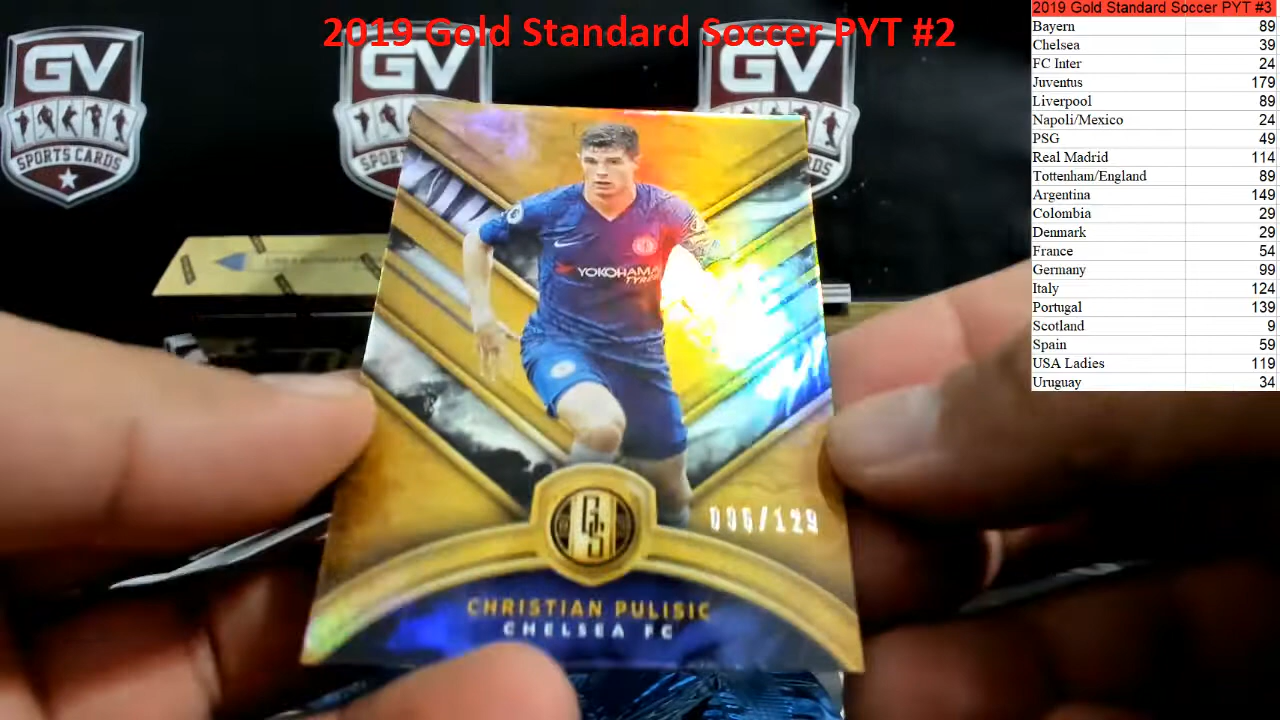 2019 Gold Standard Soccer PYT #2
2019 Gold Standard Soccer PYT #3
Bayern 89
Chelsea 39
FC Inter 24
Juventus 179
Liverpool 89
Napoli/Mexico 24
PSG 49
Real Madrid 114
Tottenham/England 89
Argentina 149
Colombia 29
Denmark 29
France 54
Germany 99
Italy 124
Portugal 139
Scotland 9
Spain 59
USA Ladies 119
Uruguay 34
GV
SPORTS CARDS
GV
SPOR
GV
CARDS
YOKOHAMA
TYRES
GS
/129
CHRISTIAN PULISIC
CHELSEA FC